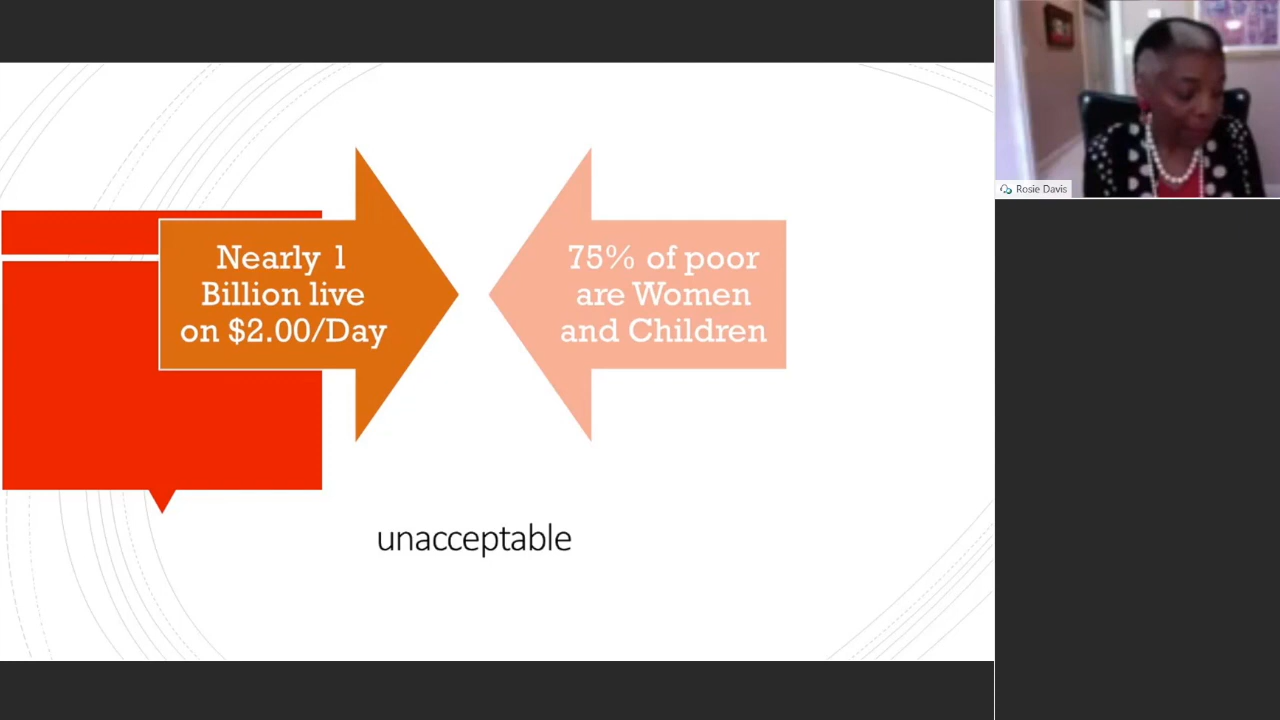 Nearly 1
Billion live
on $2.00/Day
75% of poor
are Women
and Children
unacceptable
Rosie Davis